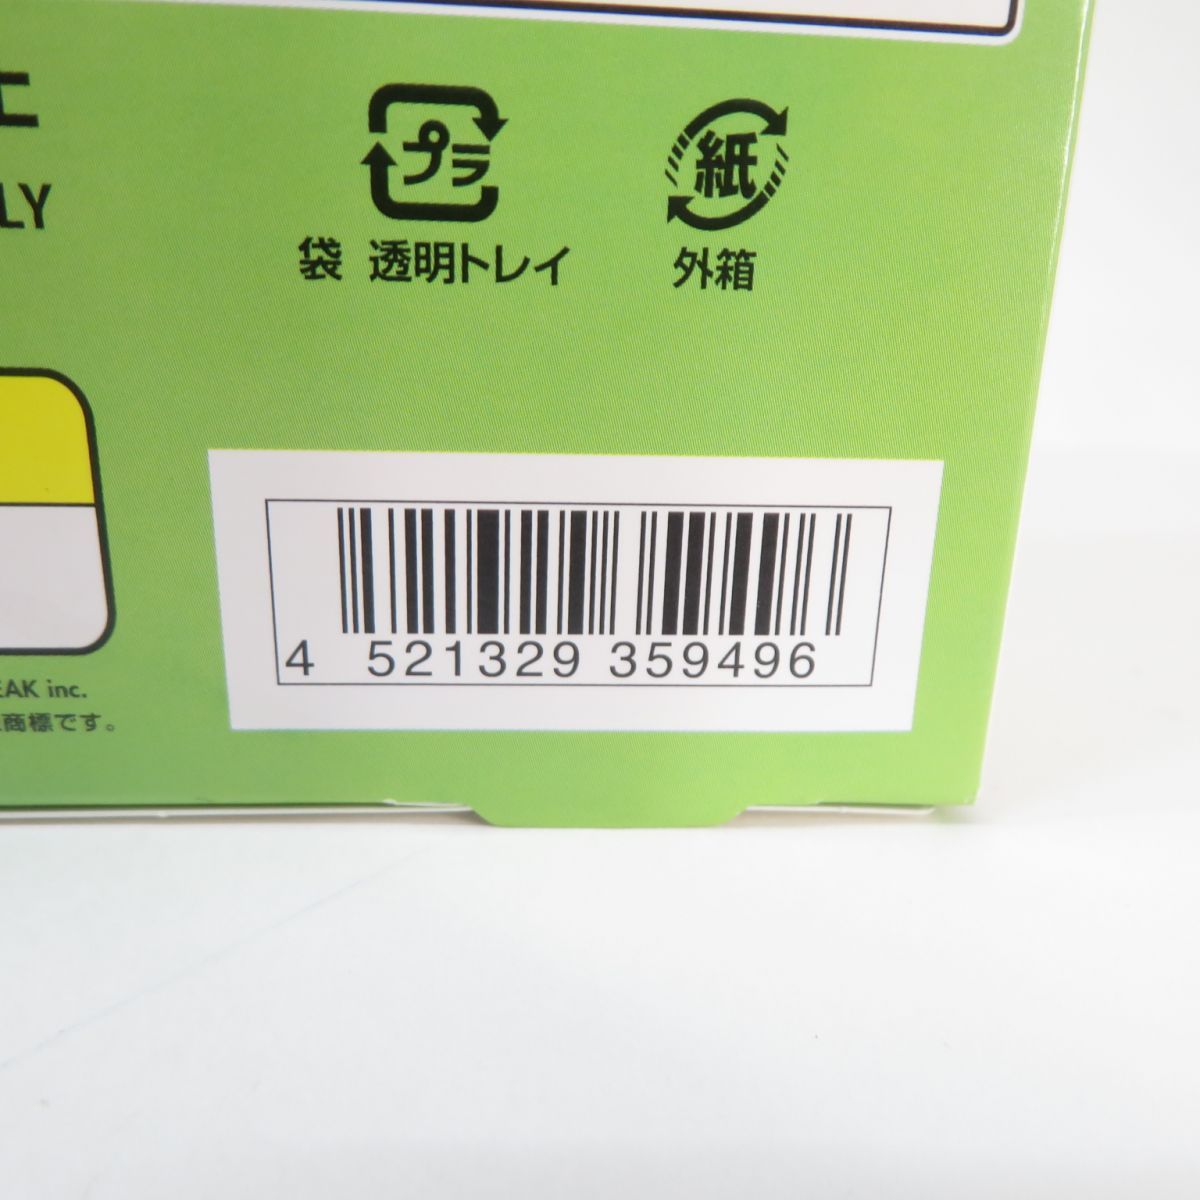 LY
プラ
紙
袋 透明トレイ
外箱
4 521329 359496
EAK inc.
商標です。